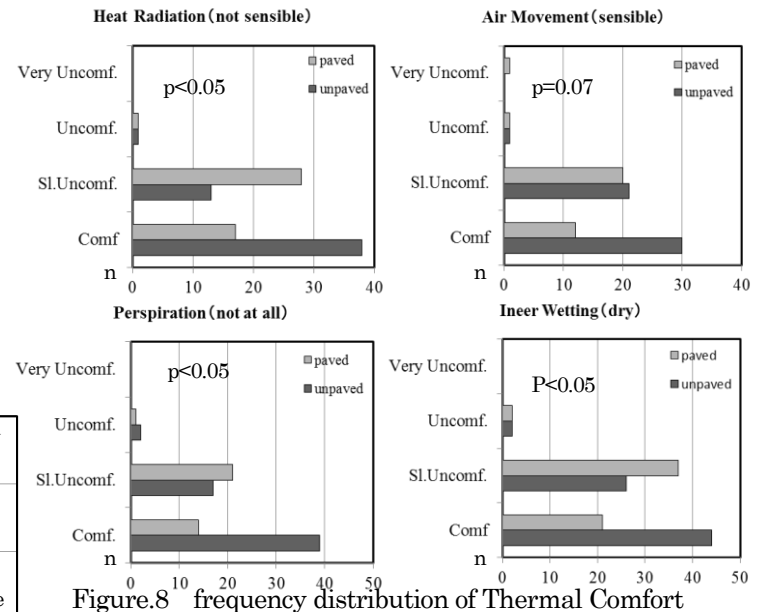 Heat Radiation (not sensible)
Very Uncomf.
Uncomf.
Sl.Uncomf.
Comf
n
p<0.05
paved
unpaved
0 10 20 30 40
Air Movement (sensible)
Very Uncomf.
Uncomf.
Sl.Uncomf.
Comf
n
p=0.07
paved
unpaved
0 10 20 30 40
Perspiration (not at all)
Very Uncomf.
Uncomf.
Sl.Uncomf.
Comf.
n
p<0.05
paved
unpaved
0 10 20 30 40 50
Ineer Wetting (dry)
Very Uncomf.
Uncomf.
Sl.Uncomf.
Comf
n
P<0.05
paved
unpaved
0 10 20 30 40 50
e
Figure.8 frequency distribution of Thermal Comfort